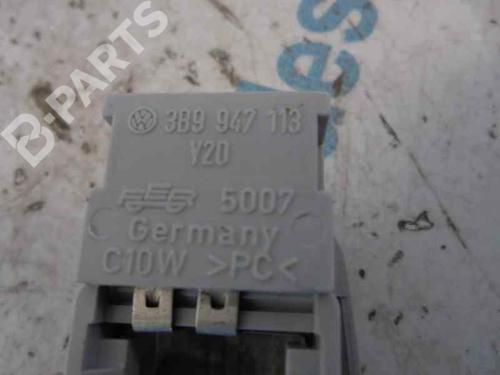 B-PARTS
3B9 947 113
Y20
5007
Germany
C10W >PC<